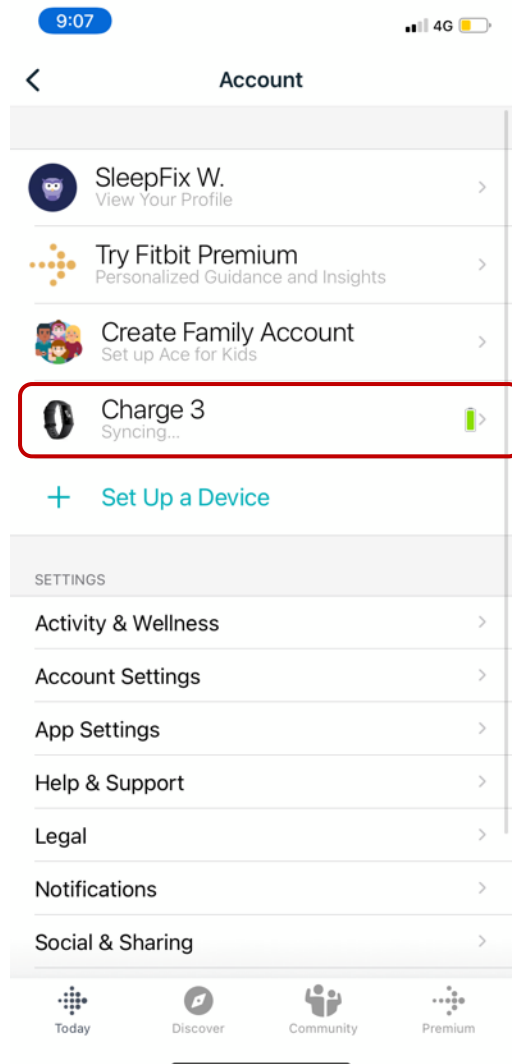 9:07
4G
Account
SleepFix W.
View Your Profile
Try Fitbit Premium
Personalized Guidance and Insights
Create Family Account
Set up Ace for Kids
Charge 3
Syncing...
+ Set Up a Device
SETTINGS
Activity & Wellness
Account Settings
App Settings
Help & Support
Legal
Notifications
Social & Sharing
Today Discover Community Premium